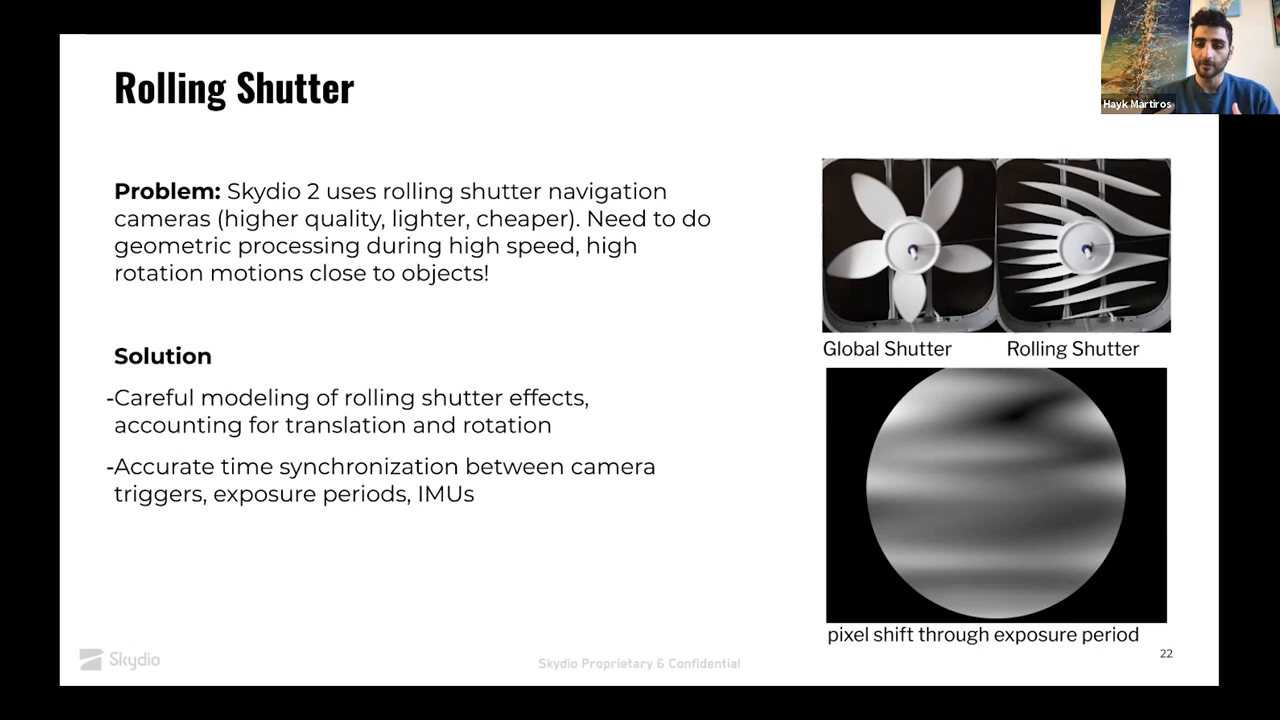 Rolling Shutter
Hayk Martiros
Problem: Skydio 2 uses rolling shutter navigation
cameras (higher quality, lighter, cheaper). Need to do
geometric processing during high speed, high
rotation motions close to objects!
Solution
-Careful modeling of rolling shutter effects,
accounting for translation and rotation
-Accurate time synchronization between camera
triggers, exposure periods, IMUs
Global Shutter
Rolling Shutter
pixel shift through exposure period
Skydio
Skydio Proprietary & Confidential
22